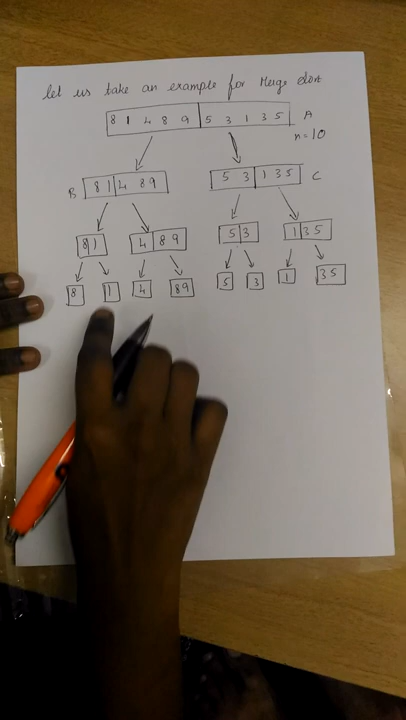 let us take an example for Merge Sort
8 1 4 8 9 5 3 1 3 5 A
n=10
B 8 1 4 8 9 5 3 1 3 5 C
8 1 4 8 9 5 3 1 3 5
8 1 4 8 9 5 3 1 3 5